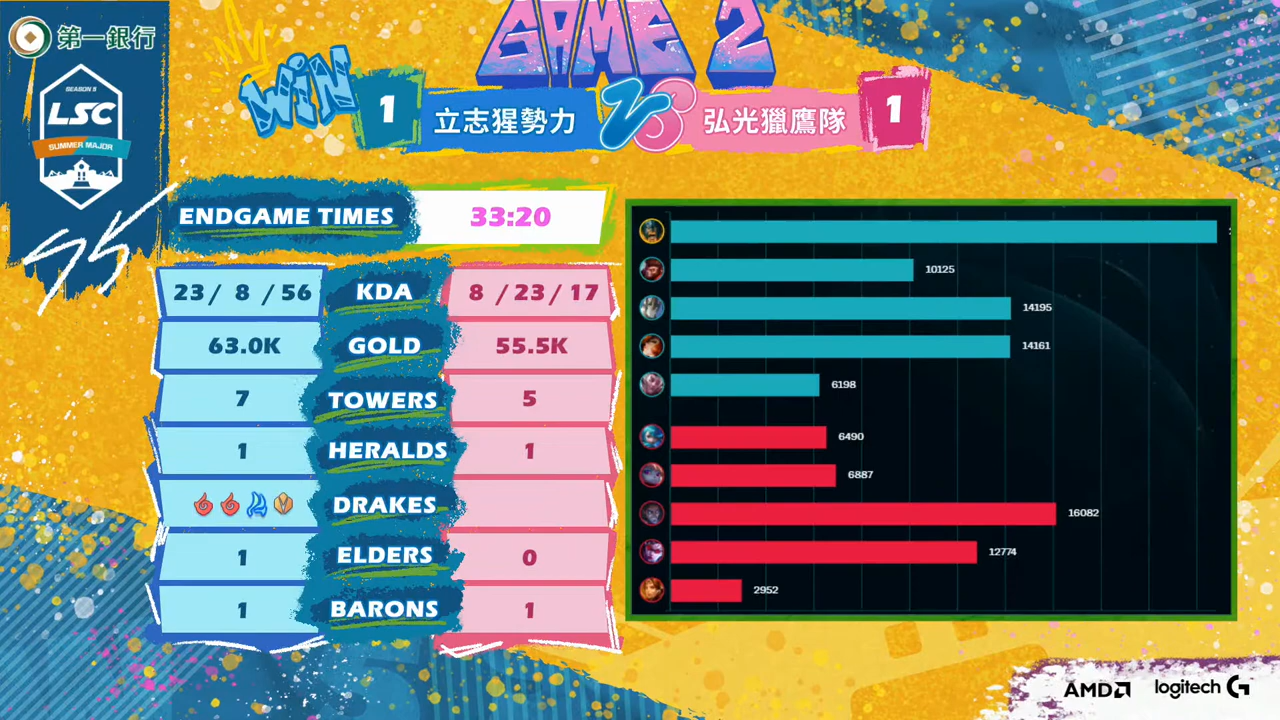 第一銀行
SEASON 5
LSC
SUMMER MAJOR
GAME 2
WIN
1
立志猩勢力
VS
弘光獵鷹隊
1
ENDGAME TIMES 33:20
23 / 8 / 56 KDA 8 / 23 / 17
63.0K GOLD 55.5K
7 TOWERS 5
1 HERALDS 1
DRAKES
1 ELDERS 0
1 BARONS 1
10125
14195
14161
6198
6490
6887
16082
12774
2952
AMD
logitech G